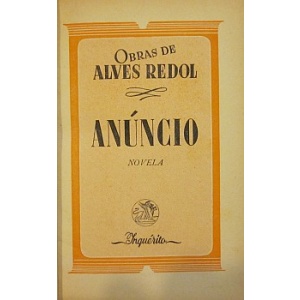 OBRAS DE
ALVES REDOL
ANÚNCIO
NOVELA
Inquérito